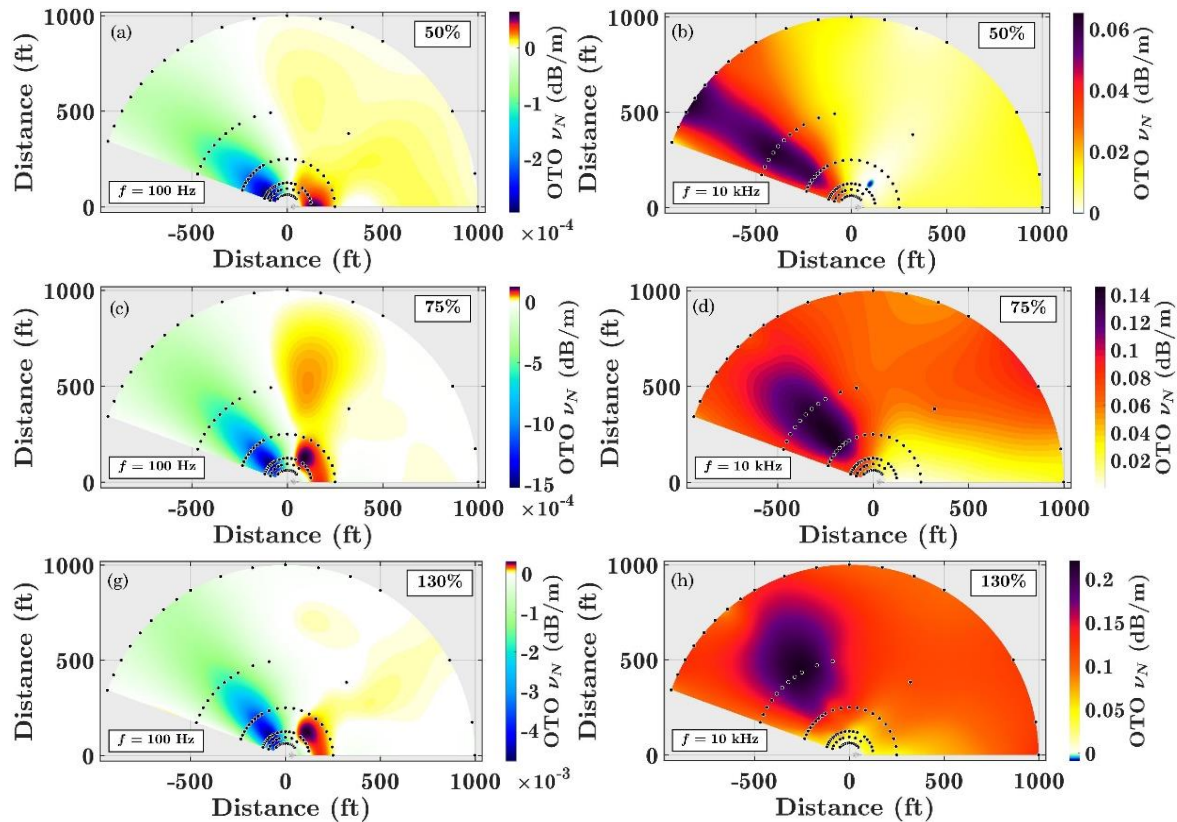 (a)
50%
f = 100 Hz
1000
500
0
-500
0
500
1000
Distance (ft)
Distance (ft)
0
-1
-2
×10⁻⁴
OTO ν_N (dB/m)
(b)
50%
f = 10 kHz
1000
500
0
-500
0
500
1000
Distance (ft)
Distance (ft)
0.06
0.04
0.02
0
OTO ν_N (dB/m)
(c)
75%
f = 100 Hz
1000
500
0
-500
0
500
1000
Distance (ft)
Distance (ft)
0
-5
-10
-15
×10⁻⁴
OTO ν_N (dB/m)
(d)
75%
f = 10 kHz
1000
500
0
-500
0
500
1000
Distance (ft)
Distance (ft)
0.14
0.12
0.1
0.08
0.06
0.04
0.02
OTO ν_N (dB/m)
(g)
130%
f = 100 Hz
1000
500
0
-500
0
500
1000
Distance (ft)
Distance (ft)
0
-1
-2
-3
-4
×10⁻³
OTO ν_N (dB/m)
(h)
130%
f = 10 kHz
1000
500
0
-500
0
500
1000
Distance (ft)
Distance (ft)
0.2
0.15
0.1
0.05
0
OTO ν_N (dB/m)